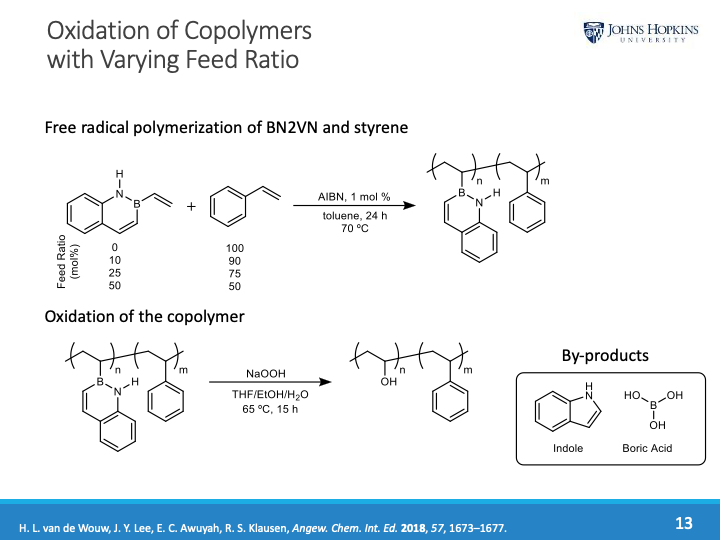 Oxidation of Copolymers
with Varying Feed Ratio
JOHNS HOPKINS
UNIVERSITY
Free radical polymerization of BN2VN and styrene
H
N
B
+
AIBN, 1 mol %
toluene, 24 h
70 ºC
n
m
B
N
H
Feed Ratio
(mol%)
0 100
10 90
25 75
50 50
Oxidation of the copolymer
n
m
B
N
H
NaOOH
THF/EtOH/H₂O
65 ºC, 15 h
n
m
OH
By-products
H
N
HO
B
OH
OH
Indole
Boric Acid
H. L. van de Wouw, J. Y. Lee, E. C. Awuyah, R. S. Klausen, Angew. Chem. Int. Ed. 2018, 57, 1673–1677.
13